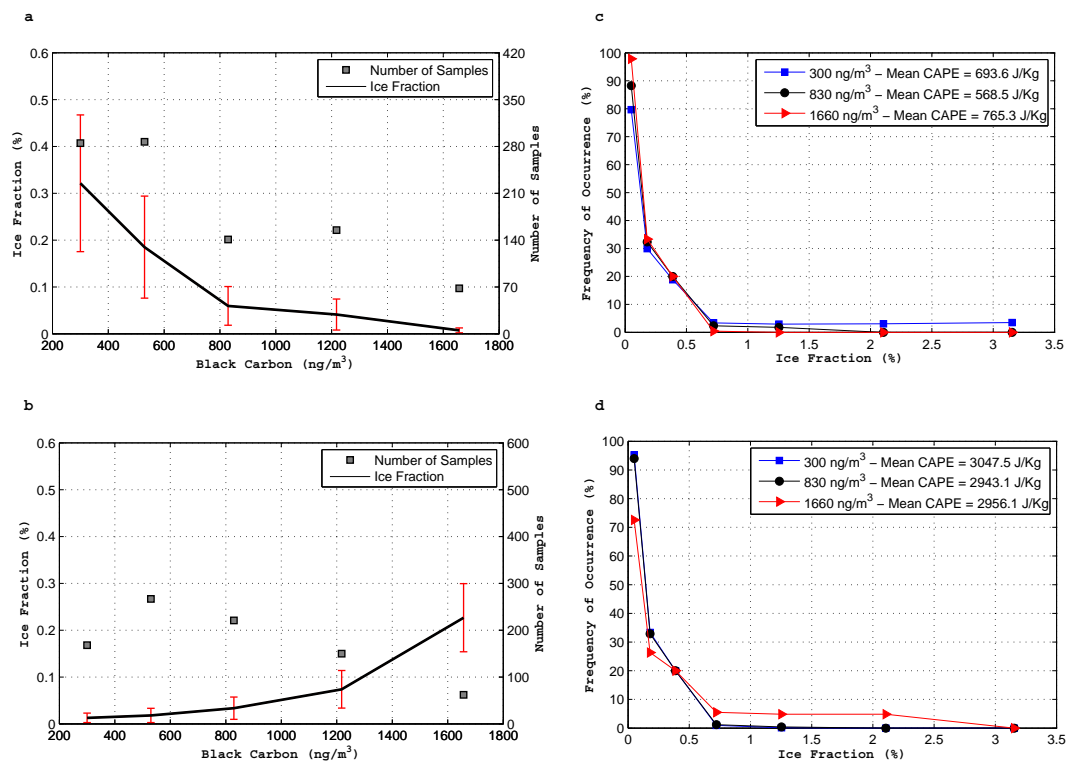 a
0.6
0.5
0.4
0.3
0.2
0.1
0
420
350
280
210
140
70
0
200 400 600 800 1000 1200 1400 1600 1800
Ice Fraction (%)
Number of Samples
Black Carbon (ng/m³)
Number of Samples
Ice Fraction
c
100
90
80
70
60
50
40
30
20
10
0
0 0.5 1 1.5 2 2.5 3 3.5
Frequency of Occurrence (%)
Ice Fraction (%)
300 ng/m³ – Mean CAPE = 693.6 J/Kg
830 ng/m³ – Mean CAPE = 568.5 J/Kg
1660 ng/m³ – Mean CAPE = 765.3 J/Kg
b
0.6
0.5
0.4
0.3
0.2
0.1
0
600
500
400
300
200
100
0
200 400 600 800 1000 1200 1400 1600 1800
Ice Fraction (%)
Number of Samples
Black Carbon (ng/m³)
Number of Samples
Ice Fraction
d
100
90
80
70
60
50
40
30
20
10
0
0 0.5 1 1.5 2 2.5 3 3.5
Frequency of Occurrence (%)
Ice Fraction (%)
300 ng/m³ – Mean CAPE = 3047.5 J/Kg
830 ng/m³ – Mean CAPE = 2943.1 J/Kg
1660 ng/m³ – Mean CAPE = 2956.1 J/Kg